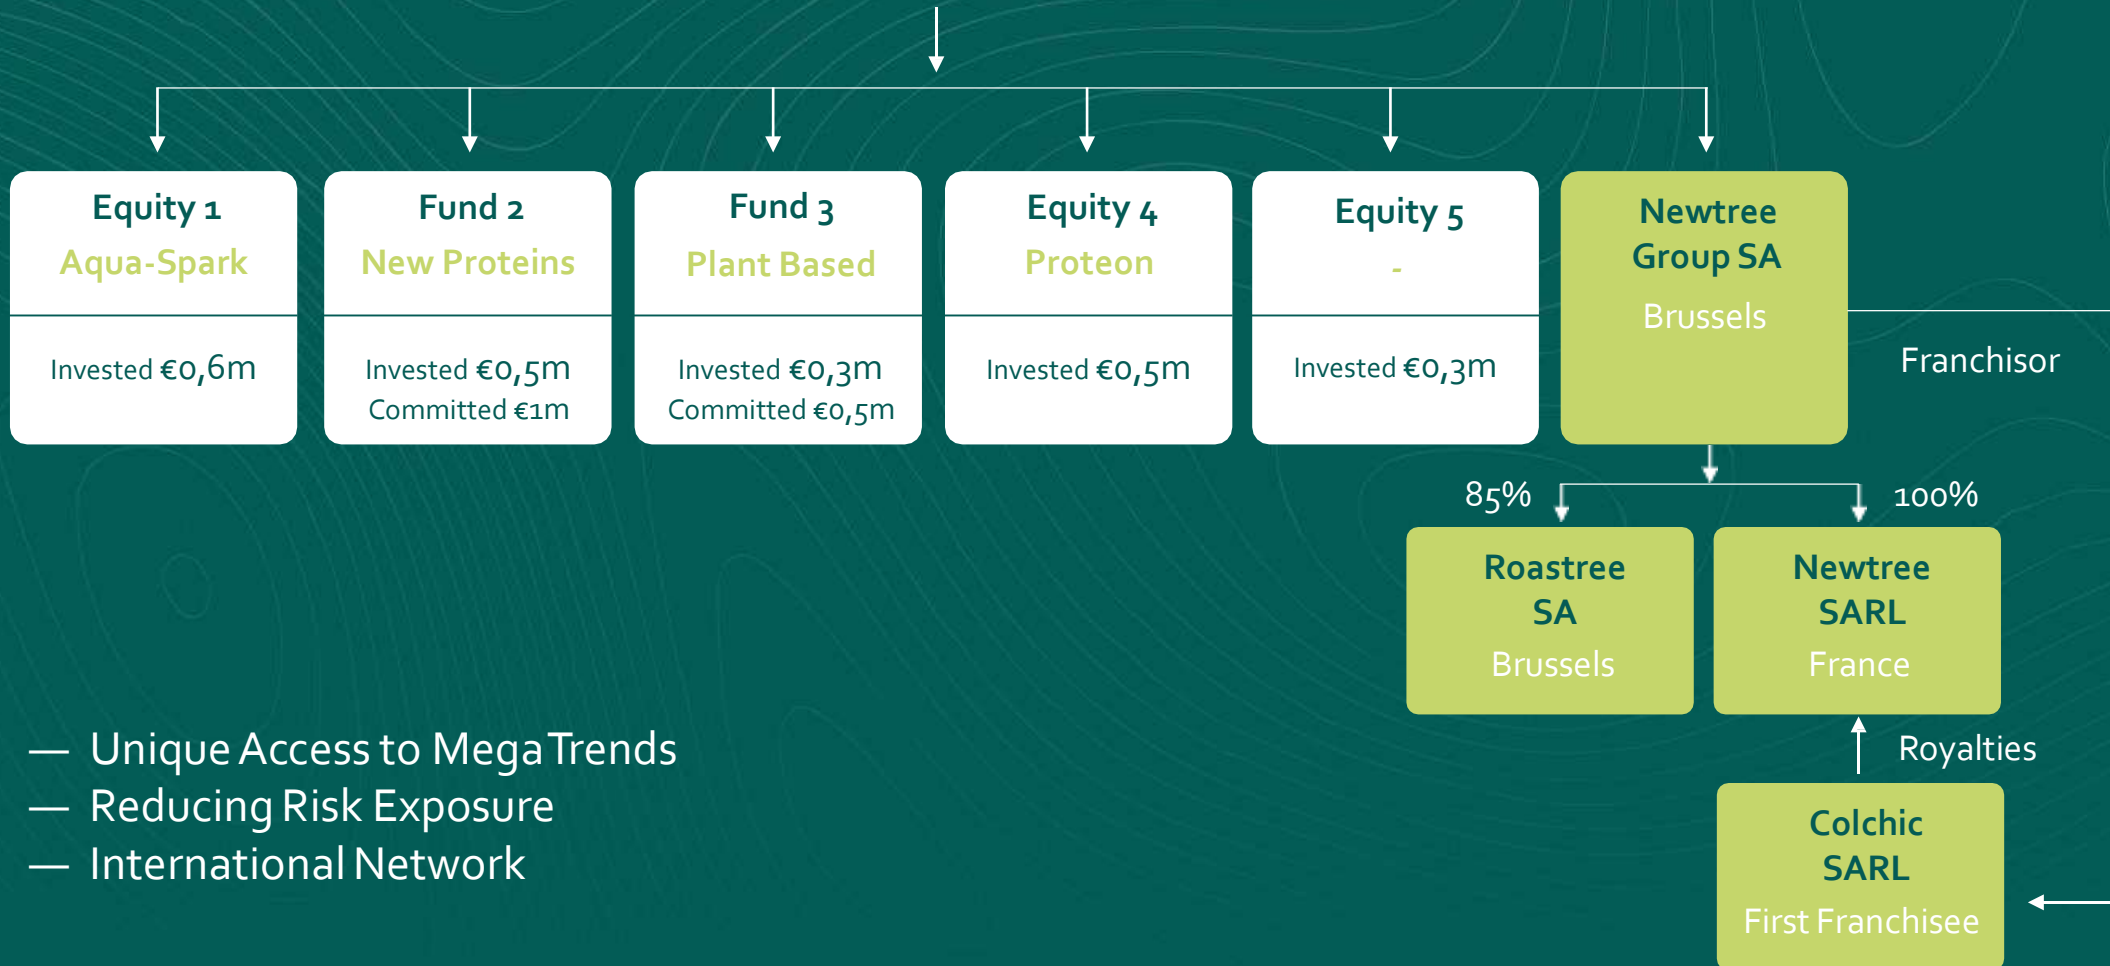 Equity 1
Aqua-Spark
Invested €0,6m
Fund 2
New Proteins
Invested €0,5m
Committed €1m
Fund 3
Plant Based
Invested €0,3m
Committed €0,5m
Equity 4
Proteon
Invested €0,5m
Equity 5
-
Invested €0,3m
Newtree
Group SA
Brussels
Franchisor
85%
100%
Roastree
SA
Brussels
Newtree
SARL
France
Royalties
Colchic
SARL
First Franchisee
— Unique Access to Mega Trends
— Reducing Risk Exposure
— International Network